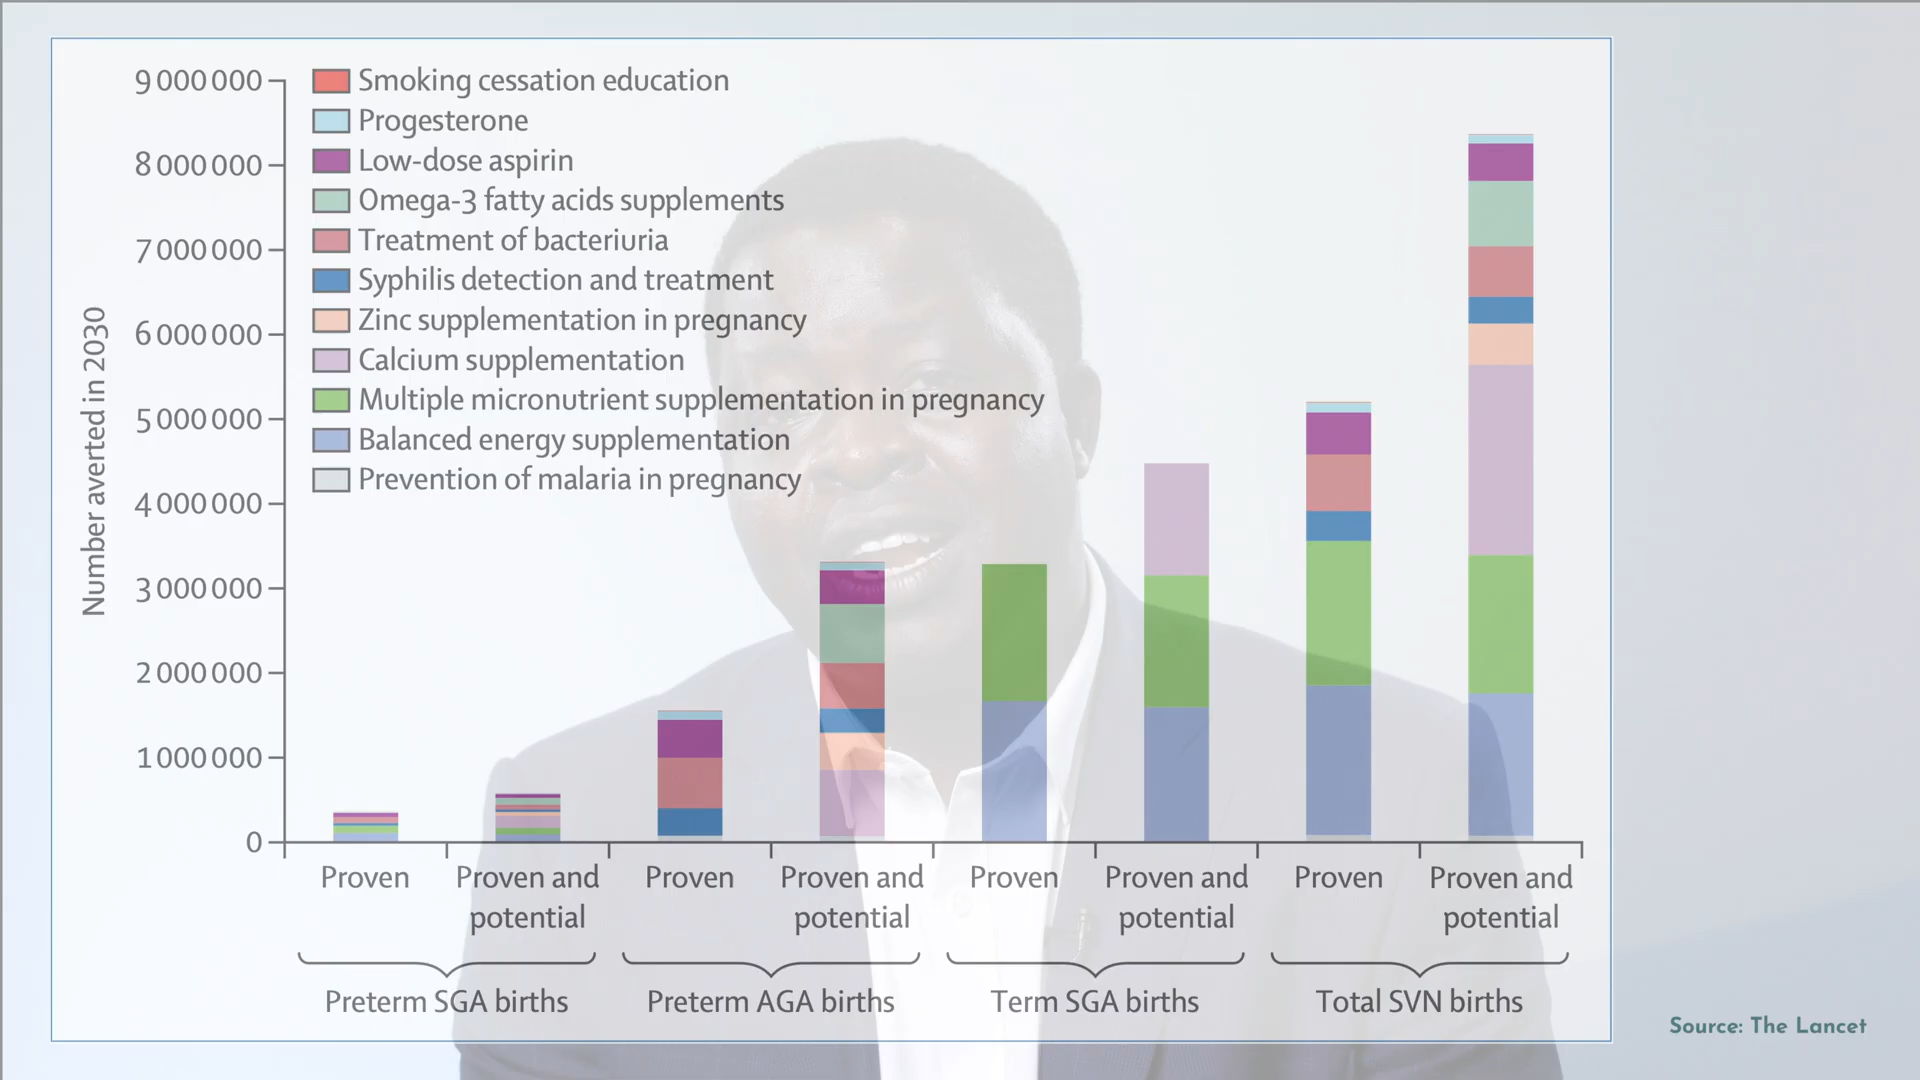 9 000 000
8 000 000
7 000 000
6 000 000
5 000 000
4 000 000
3 000 000
2 000 000
1 000 000
0
Number averted in 2030
Smoking cessation education
Progesterone
Low-dose aspirin
Omega-3 fatty acids supplements
Treatment of bacteriuria
Syphilis detection and treatment
Zinc supplementation in pregnancy
Calcium supplementation
Multiple micronutrient supplementation in pregnancy
Balanced energy supplementation
Prevention of malaria in pregnancy
Proven
Proven and
potential
Proven
Proven and
potential
Proven
Proven and
potential
Proven
Proven and
potential
Preterm SGA births
Preterm AGA births
Term SGA births
Total SVN births
Source: The Lancet